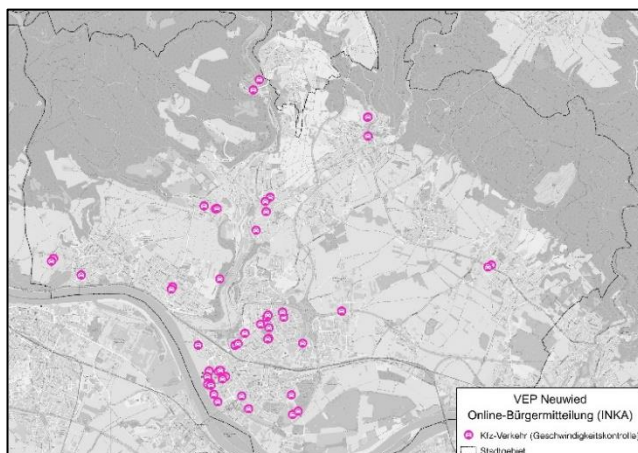 VEP Neuwied
Online-Bürgermitteilung (INKA)
Kfz-Verkehr (Geschwindigkeitskontrolle)
Stadtgebiet